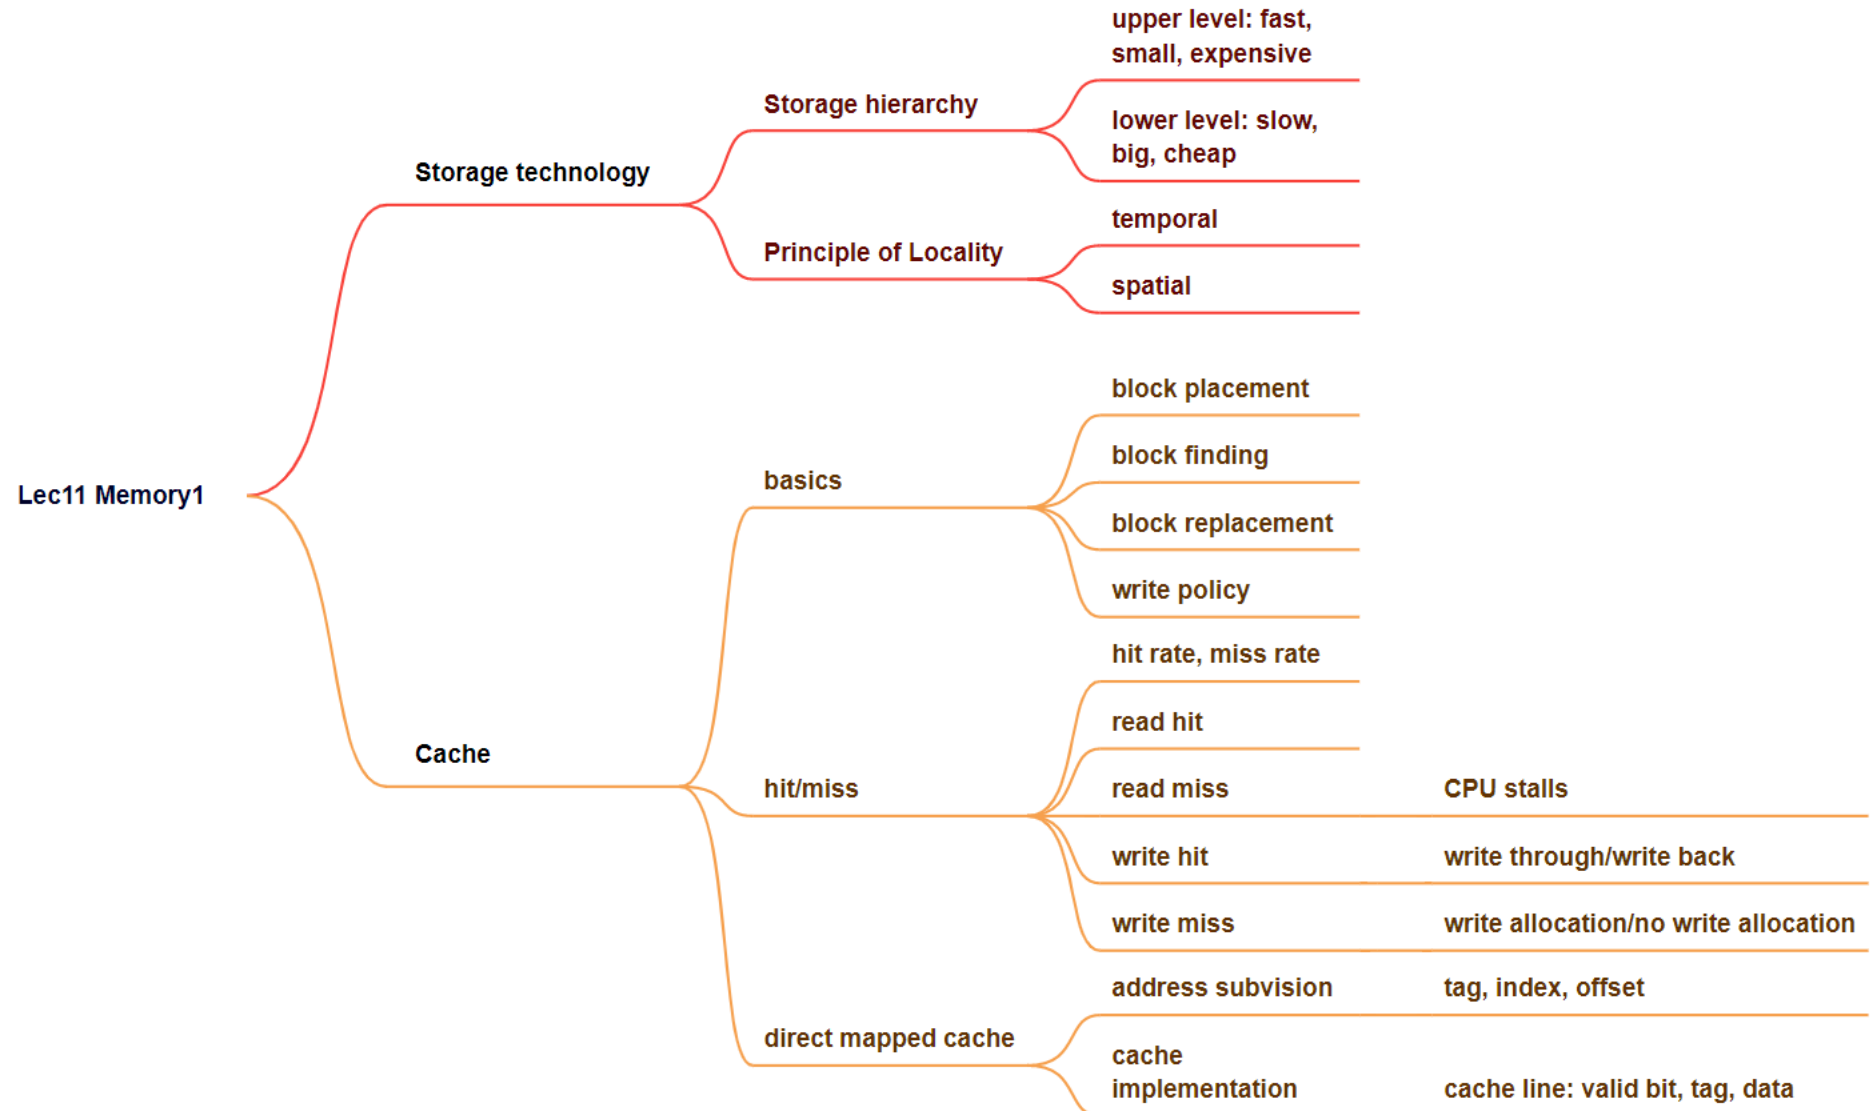 upper level: fast,
small, expensive
Storage hierarchy
lower level: slow,
big, cheap
Storage technology
temporal
Principle of Locality
spatial
block placement
block finding
basics
Lec11 Memory1
block replacement
write policy
hit rate, miss rate
read hit
Cache
hit/miss
read miss
CPU stalls
write hit
write through/write back
write miss
write allocation/no write allocation
address subvision
tag, index, offset
direct mapped cache
cache
implementation
cache line: valid bit, tag, data